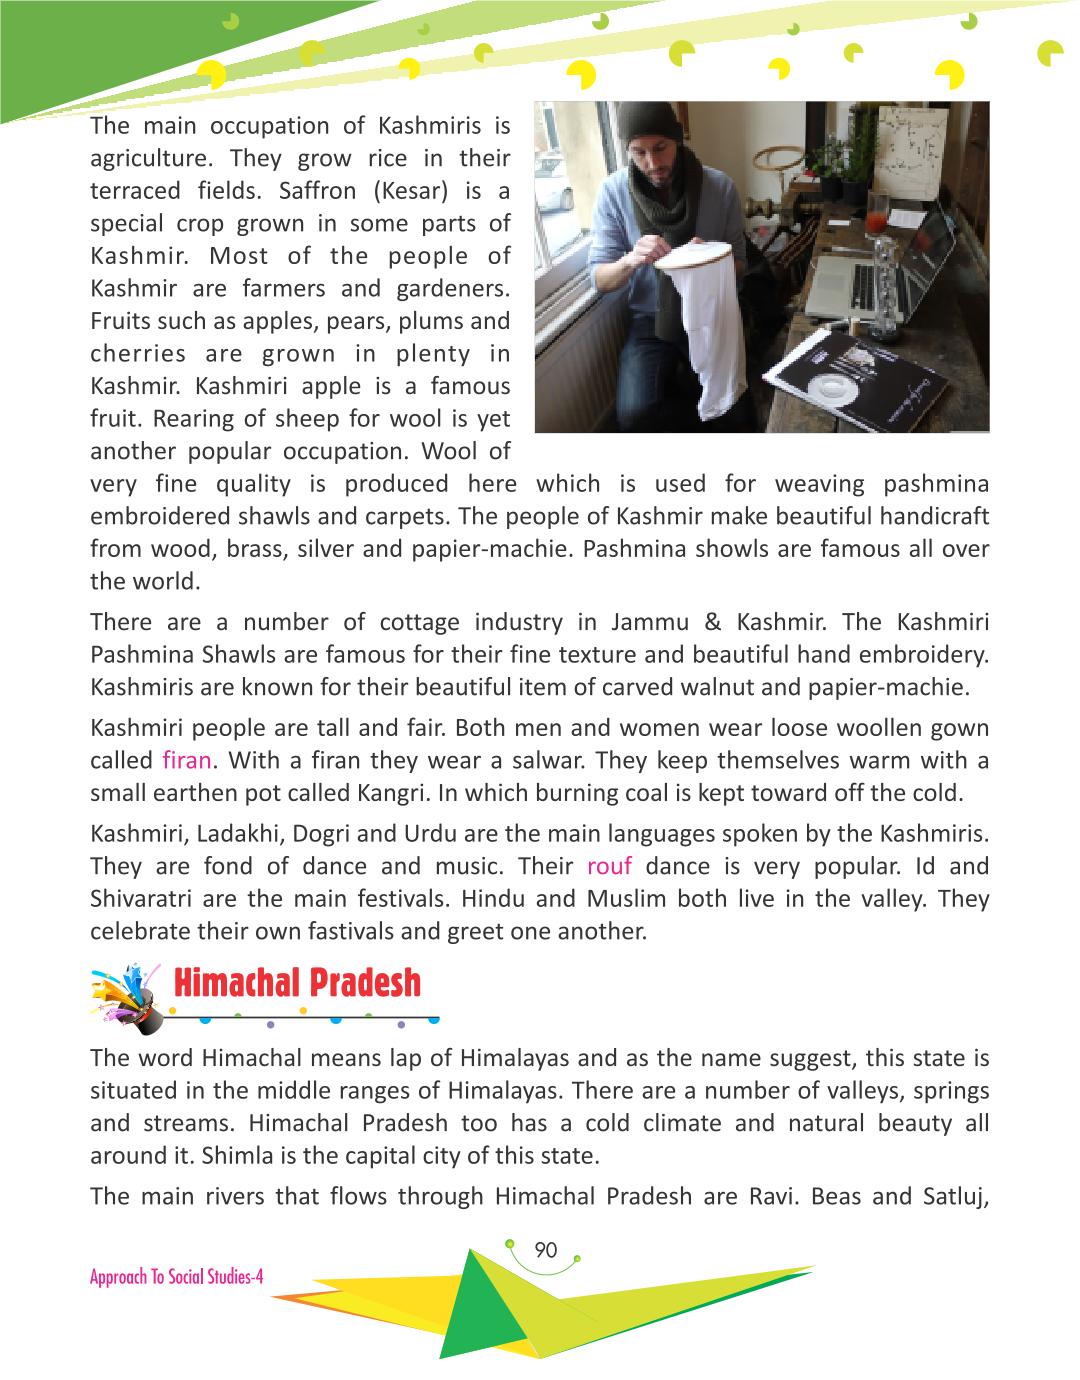 The main occupation of Kashmiris is
agriculture. They grow rice in their
terraced fields. Saffron (Kesar) is a
special crop grown in some parts of
Kashmir. Most of the people of
Kashmir are farmers and gardeners.
Fruits such as apples, pears, plums and
cherries are grown in plenty in
Kashmir. Kashmiri apple is a famous
fruit. Rearing of sheep for wool is yet
another popular occupation. Wool of
very fine quality is produced here which is used for weaving pashmina
embroidered shawls and carpets. The people of Kashmir make beautiful handicraft
from wood, brass, silver and papier-machie. Pashmina showls are famous all over
the world.
There are a number of cottage industry in Jammu & Kashmir. The Kashmiri
Pashmina Shawls are famous for their fine texture and beautiful hand embroidery.
Kashmiris are known for their beautiful item of carved walnut and papier-machie.
Kashmiri people are tall and fair. Both men and women wear loose woollen gown
called firan. With a firan they wear a salwar. They keep themselves warm with a
small earthen pot called Kangri. In which burning coal is kept toward off the cold.
Kashmiri, Ladakhi, Dogri and Urdu are the main languages spoken by the Kashmiris.
They are fond of dance and music. Their rouf dance is very popular. Id and
Shivaratri are the main festivals. Hindu and Muslim both live in the valley. They
celebrate their own fastivals and greet one another.
Himachal Pradesh
The word Himachal means lap of Himalayas and as the name suggest, this state is
situated in the middle ranges of Himalayas. There are a number of valleys, springs
and streams. Himachal Pradesh too has a cold climate and natural beauty all
around it. Shimla is the capital city of this state.
The main rivers that flows through Himachal Pradesh are Ravi. Beas and Satluj,
90
Approach To Social Studies-4